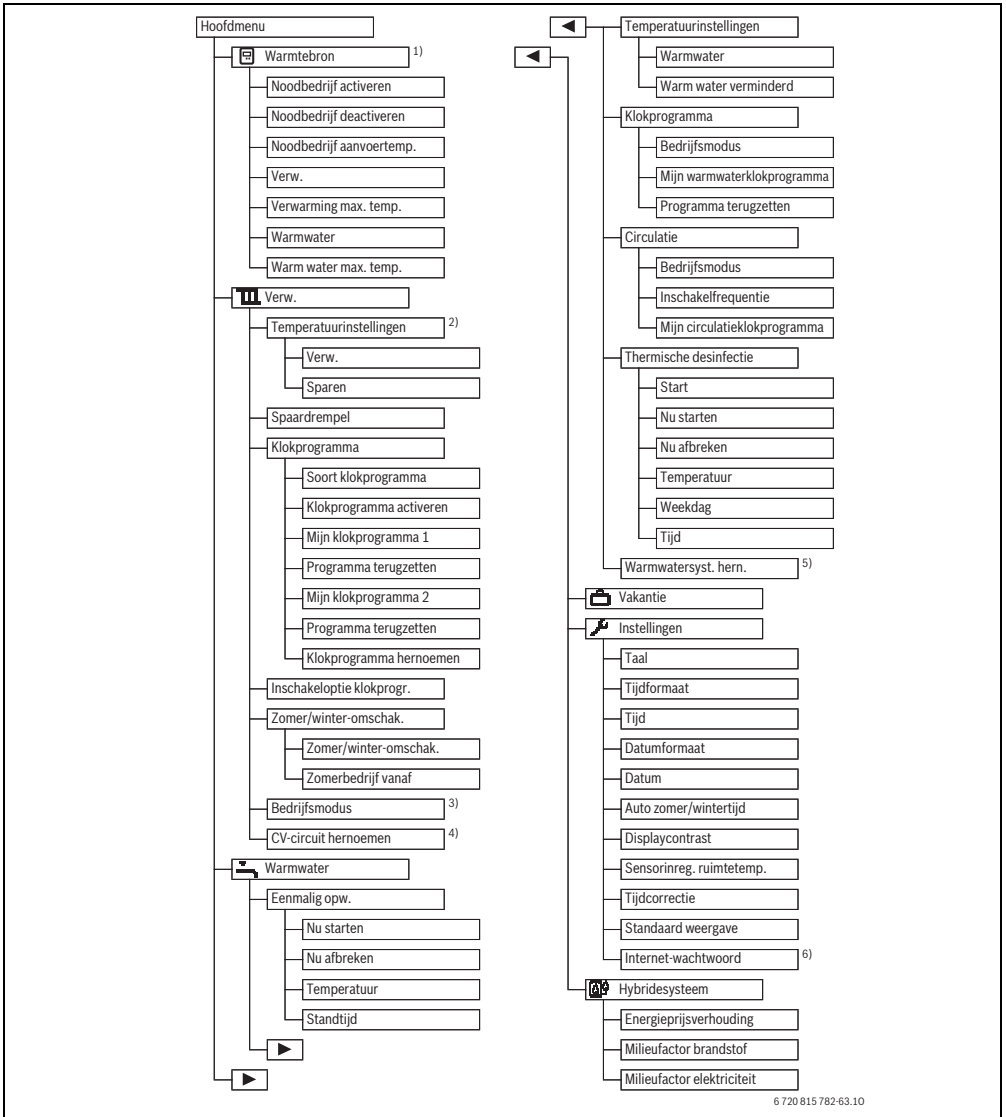 Hoofdmenu
Warmtebron 1)
Noodbedrijf activeren
Noodbedrijf deactiveren
Noodbedrijf aanvoertemp.
Verw.
Verwarming max. temp.
Warmwater
Warm water max. temp.
Verw.
Temperatuurinstellingen 2)
Verw.
Sparen
Spaardrempel
Klokprogramma
Soort klokprogramma
Klokprogramma activeren
Mijn klokprogramma 1
Programma terugzetten
Mijn klokprogramma 2
Programma terugzetten
Klokprogramma hernoemen
Inschakeloptie klokprogr.
Zomer/winter-omschak.
Zomer/winter-omschak.
Zomerbedrijf vanaf
Bedrijfsmodus 3)
CV-circuit hernoemen 4)
Warmwater
Eenmalig opw.
Nu starten
Nu afbreken
Temperatuur
Standtijd
Temperatuurinstellingen
Warmwater
Warm water verminderd
Klokprogramma
Bedrijfsmodus
Mijn warmwaterklokprogramma
Programma terugzetten
Circulatie
Bedrijfsmodus
Inschakelfrequentie
Mijn circulatieklokprogramma
Thermische desinfectie
Start
Nu starten
Nu afbreken
Temperatuur
Weekdag
Tijd
Warmwatersyst. hern. 5)
Vakantie
Instellingen
Taal
Tijdformaat
Tijd
Datumformaat
Datum
Auto zomer/wintertijd
Displaycontrast
Sensorinreg. ruimtetemp.
Tijdcorrectie
Standaard weergave
Internet-wachtwoord 6)
Hybridesysteem
Energieprijsverhouding
Milieufactor brandstof
Milieufactor elektriciteit
6 720 815 782-63.1O